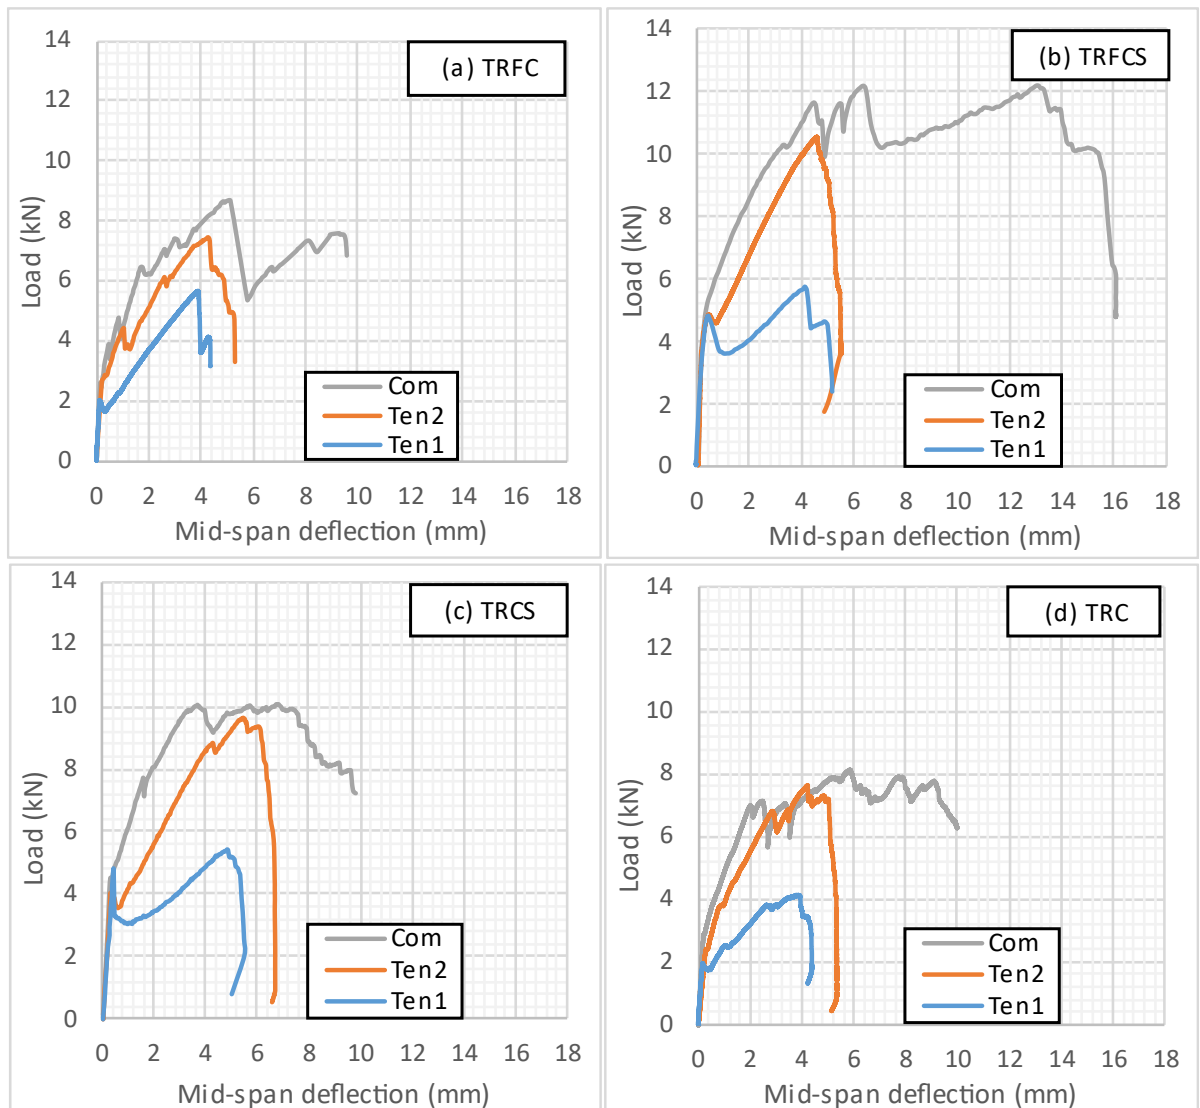 (a) TRFC
Load (kN)
14
12
10
8
6
4
2
0
Com
Ten2
Ten1
0 2 4 6 8 10 12 14 16 18
Mid-span deflection (mm)
(b) TRFCS
Load (kN)
14
12
10
8
6
4
2
0
Com
Ten2
Ten1
0 2 4 6 8 10 12 14 16 18
Mid-span deflection (mm)
(c) TRCS
Load (kN)
14
12
10
8
6
4
2
0
Com
Ten2
Ten1
0 2 4 6 8 10 12 14 16 18
Mid-span deflection (mm)
(d) TRC
Load (kN)
14
12
10
8
6
4
2
0
Com
Ten2
Ten1
0 2 4 6 8 10 12 14 16 18
Mid-span deflection (mm)